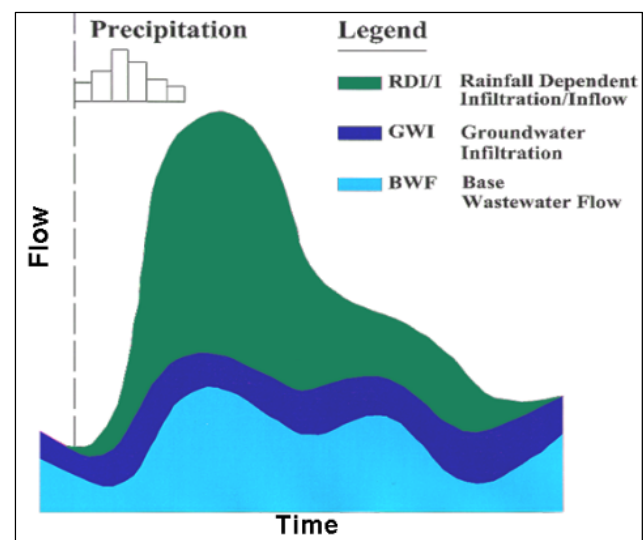 Precipitation
Legend
RDI/I Rainfall Dependent
Infiltration/Inflow
GWI Groundwater
Infiltration
BWF Base
Wastewater Flow
Flow
Time